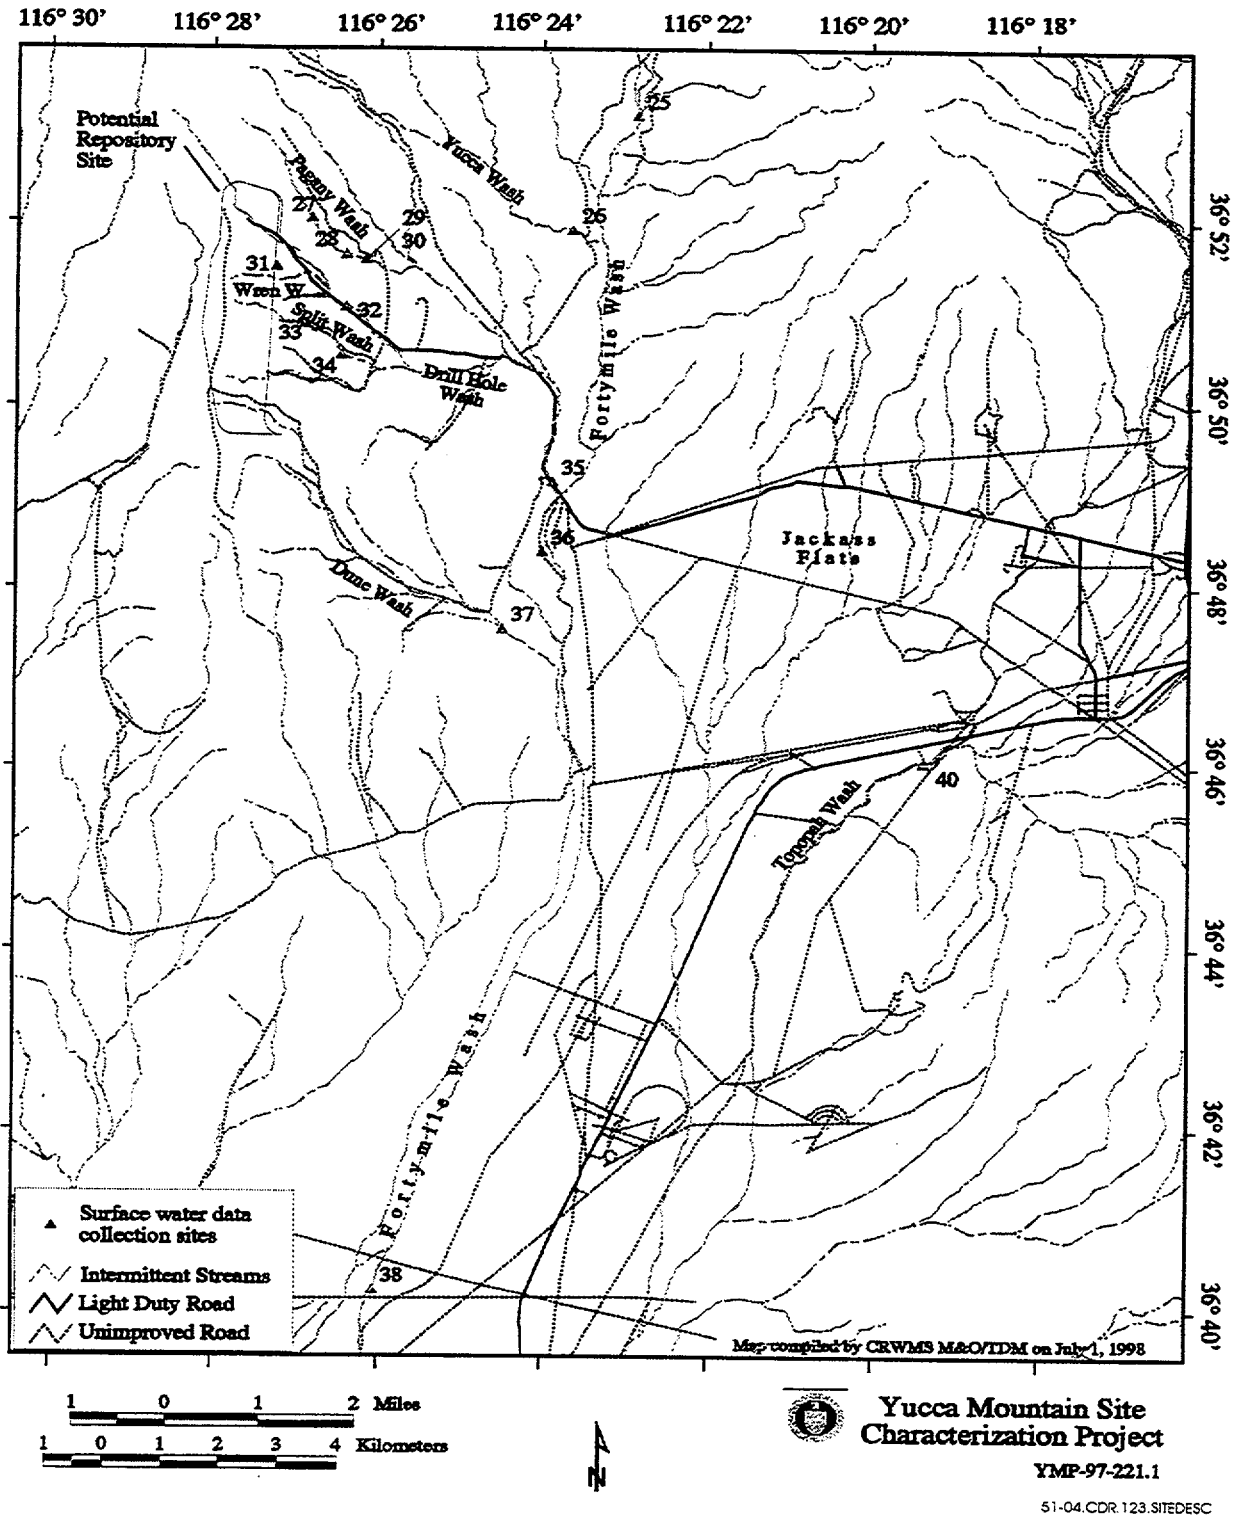 116° 30' 116° 28' 116° 26' 116° 24' 116° 22' 116° 20' 116° 18'
25
Potential
Repository
Site
Yucca Wash
Pagany Wash
27
28
29
30
26
36° 52'
31
Wren W
32
Split Wash
33
34
Drill Hole
Wash
Fortymile Wash
36° 50'
35
36
Jackass
Flats
36° 48'
Dune Wash
37
36° 46'
40
Topopah Wash
36° 44'
Fortymile Wash
36° 42'
38
36° 40'
Surface water data
collection sites
Intermittent Streams
Light Duty Road
Unimproved Road
Map compiled by CRWMS M&O/TDM on July 1, 1998
1 0 1 2 Miles
1 0 1 2 3 4 Kilometers
N
Yucca Mountain Site
Characterization Project
YMP-97-221.1
51-04.CDR.123.SITEDESC